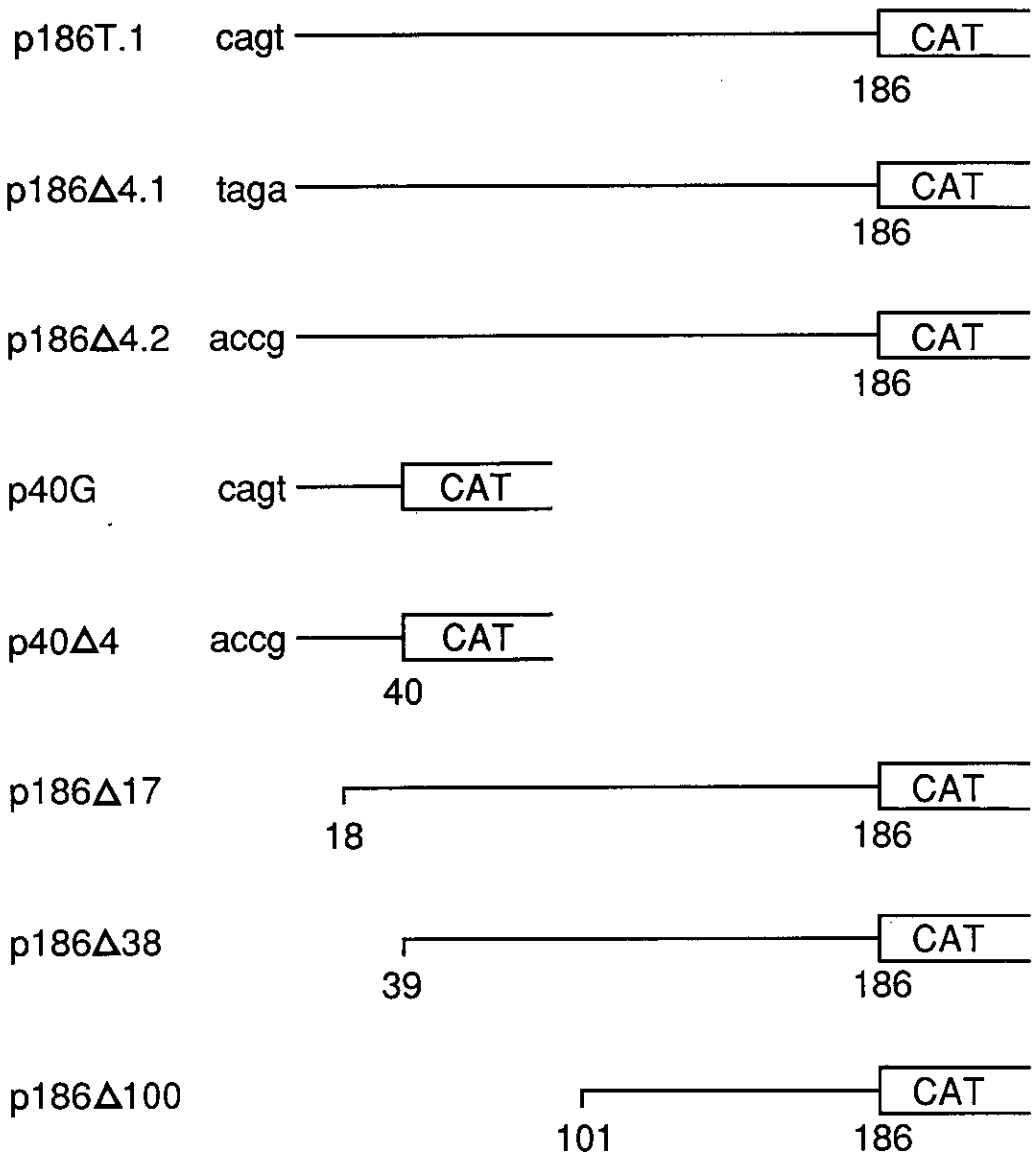 p186T.1 cagt CAT
186
p186Δ4.1 taga CAT
186
p186Δ4.2 accg CAT
186
p40G cagt CAT
p40Δ4 accg CAT
40
p186Δ17 CAT
18 186
p186Δ38 CAT
39 186
p186Δ100 CAT
101 186